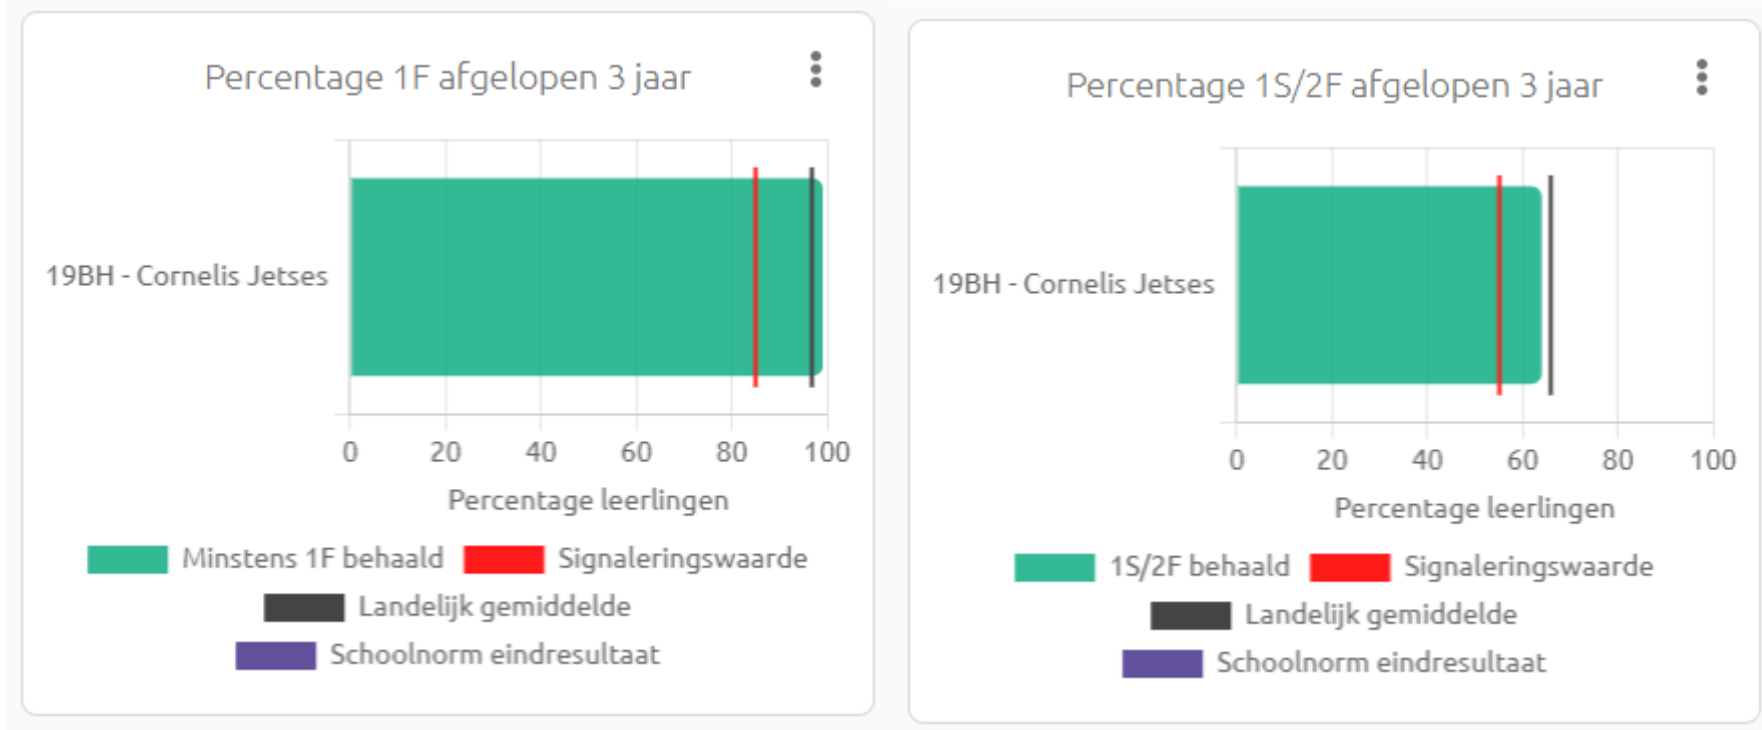 Percentage 1F afgelopen 3 jaar
19BH - Cornelis Jetses
0 20 40 60 80 100
Percentage leerlingen
Minstens 1F behaald Signaleringswaarde
Landelijk gemiddelde
Schoolnorm eindresultaat
Percentage 1S/2F afgelopen 3 jaar
19BH - Cornelis Jetses
0 20 40 60 80 100
Percentage leerlingen
1S/2F behaald Signaleringswaarde
Landelijk gemiddelde
Schoolnorm eindresultaat